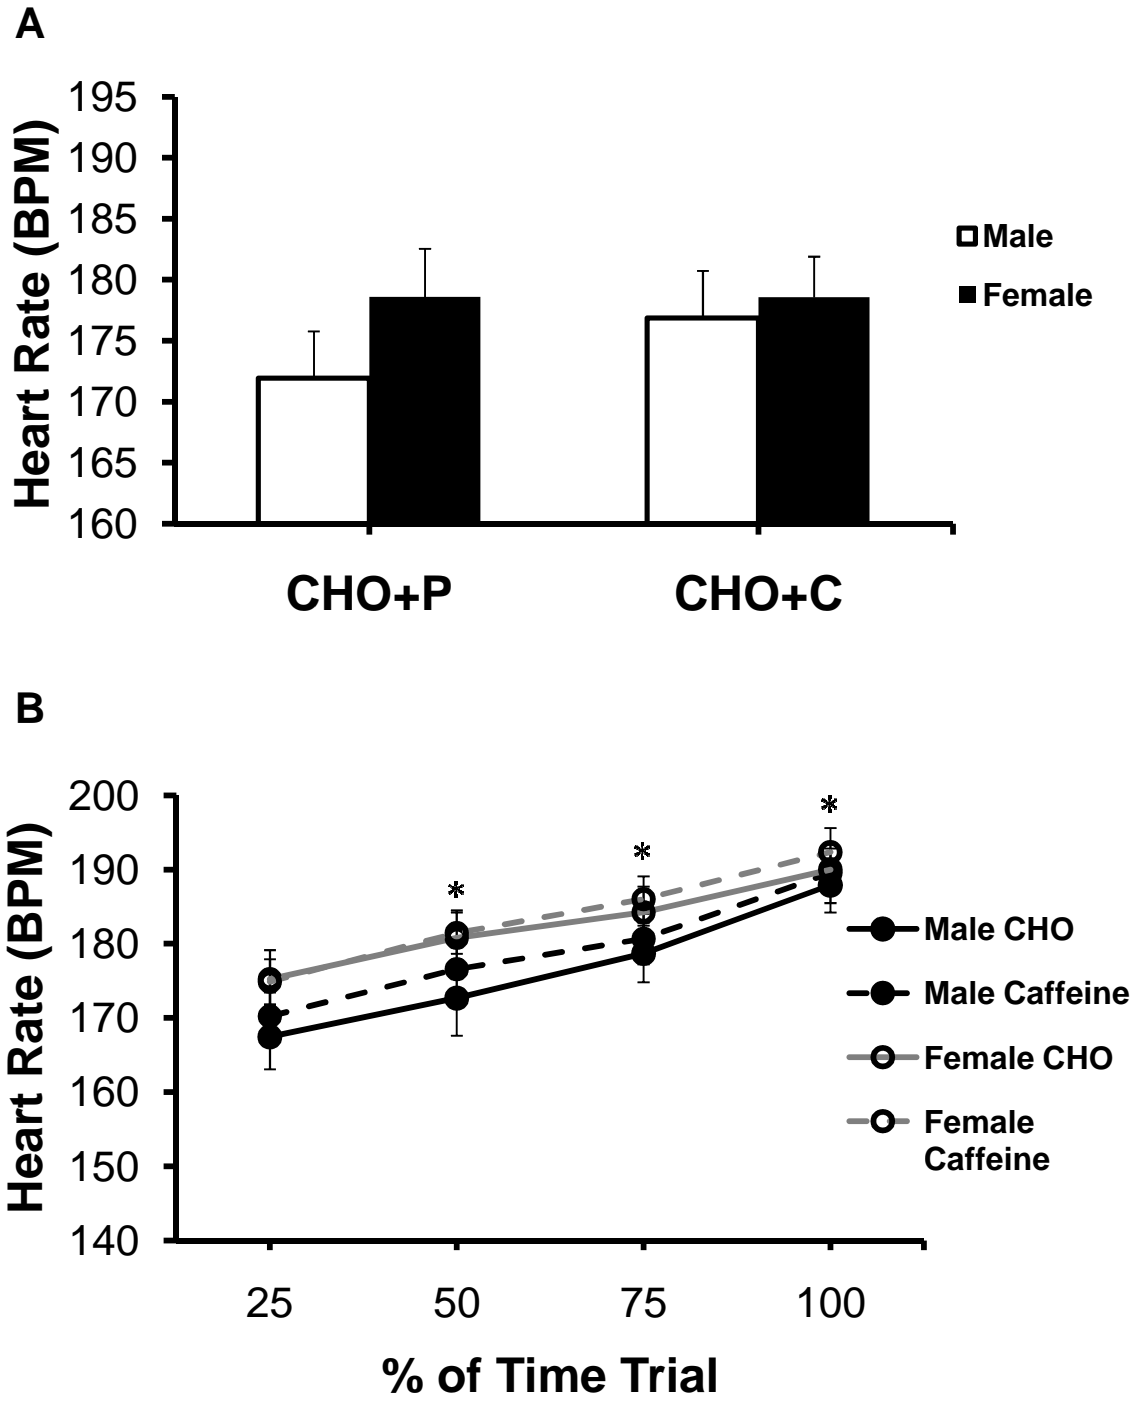 A
195
190
185
180
175
170
165
160
Heart Rate (BPM)
Male
Female
CHO+P
CHO+C
B
200
190
180
170
160
150
140
Heart Rate (BPM)
*
*
*
Male CHO
Male Caffeine
Female CHO
Female
Caffeine
25 50 75 100
% of Time Trial